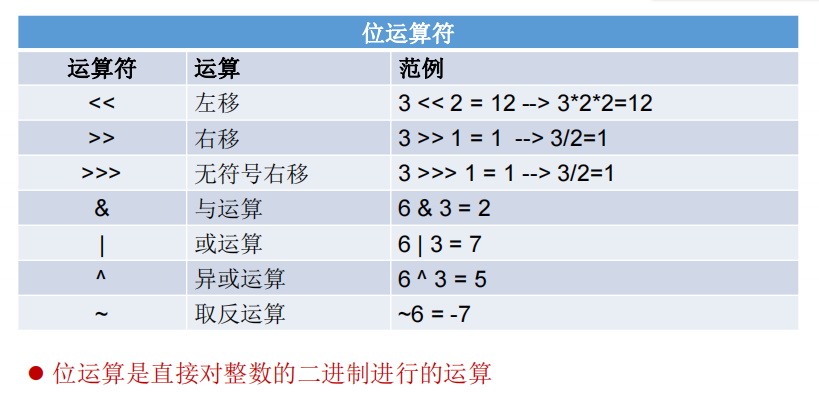 位运算符
运算符 运算 范例
<< 左移 3 << 2 = 12 --> 3*2*2=12
>> 右移 3 >> 1 = 1 --> 3/2=1
>>> 无符号右移 3 >>> 1 = 1 --> 3/2=1
& 与运算 6 & 3 = 2
| 或运算 6 | 3 = 7
^ 异或运算 6 ^ 3 = 5
~ 取反运算 ~6 = -7
● 位运算是直接对整数的二进制进行的运算